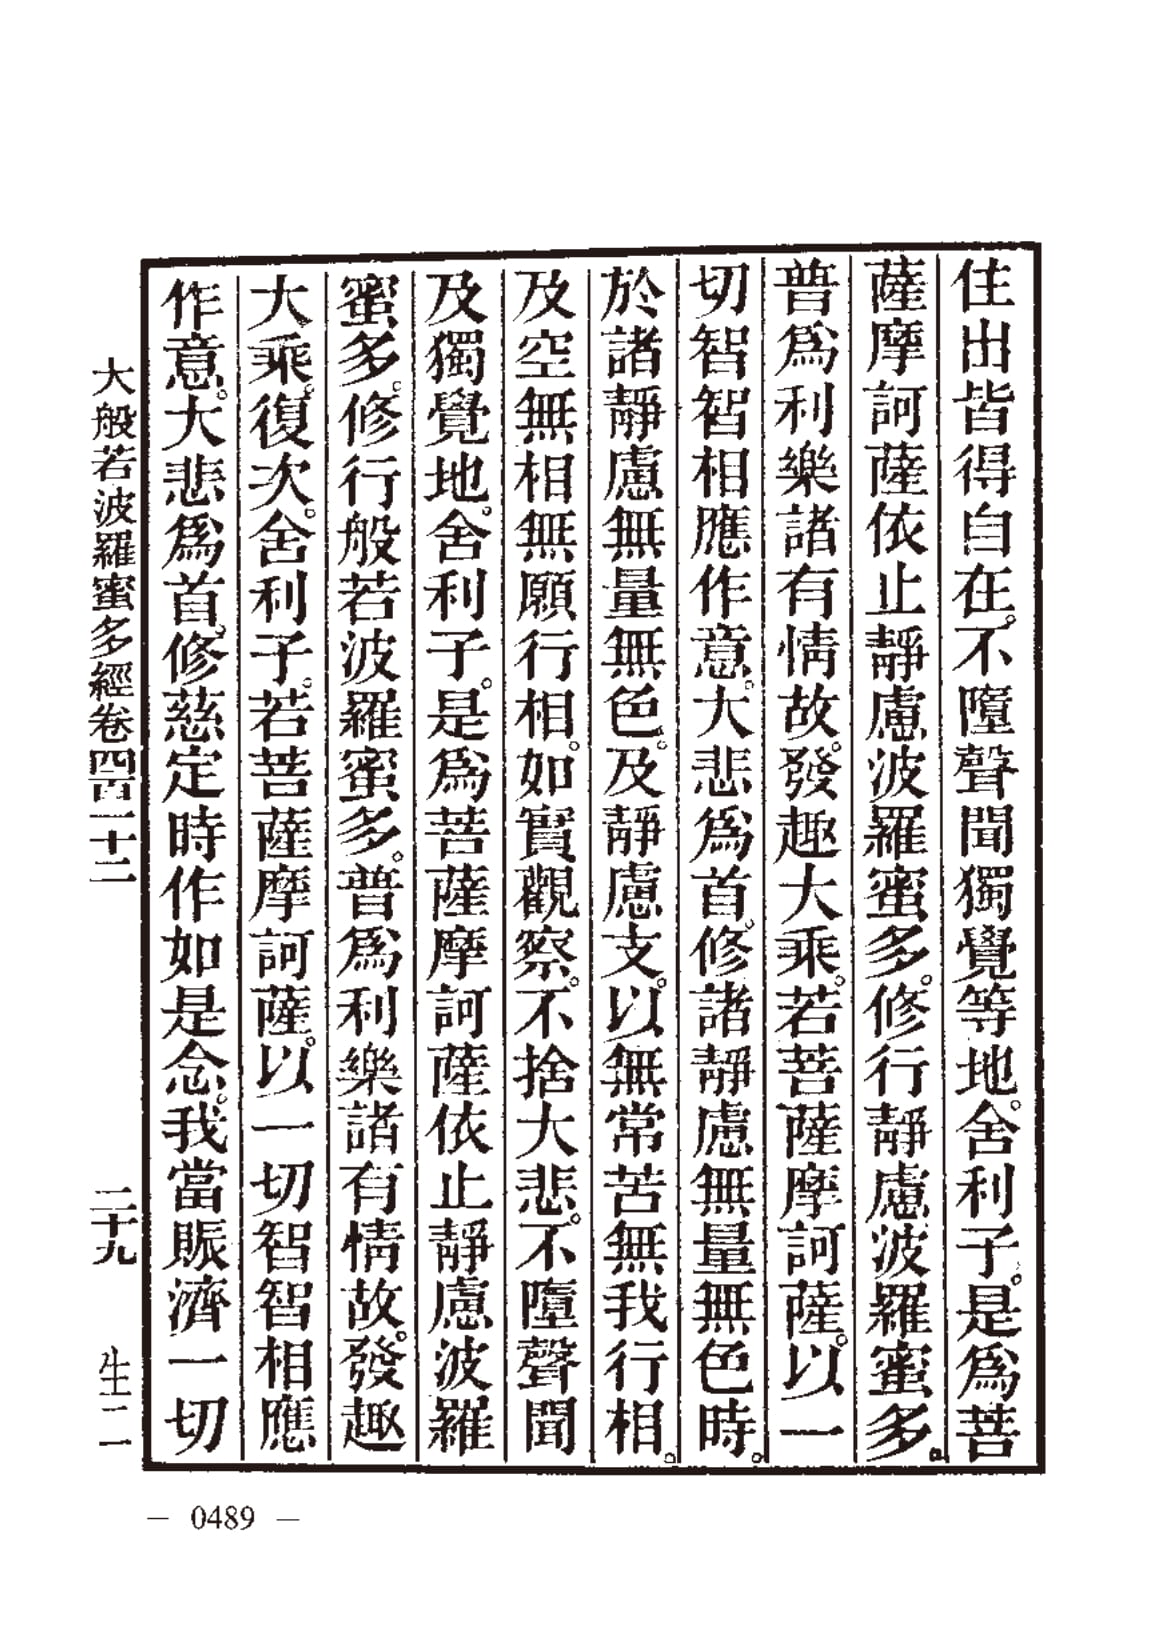 住出皆得自在。不墮聲聞獨覺等地。舍利子。是爲菩
薩摩訶薩依止靜慮波羅蜜多。修行靜慮波羅蜜多。
普爲利樂諸有情故。發趣大乘。若菩薩摩訶薩。以一
切智智相應作意。大悲爲首。修諸靜慮無量無色時。
於諸靜慮無量無色。及靜慮支。以無常苦無我行相。
及空無相無願行相。如實觀察。不捨大悲。不墮聲聞
及獨覺地。舍利子。是爲菩薩摩訶薩依止靜慮波羅
蜜多。修行般若波羅蜜多。普爲利樂諸有情故。發趣
大乘。復次。舍利子。若菩薩摩訶薩。以一切智智相應
作意。大悲爲首。修慈定時作如是念。我當賑濟一切
大般若波羅蜜多經卷四百一十二 二十九 生二一
— 0489 —